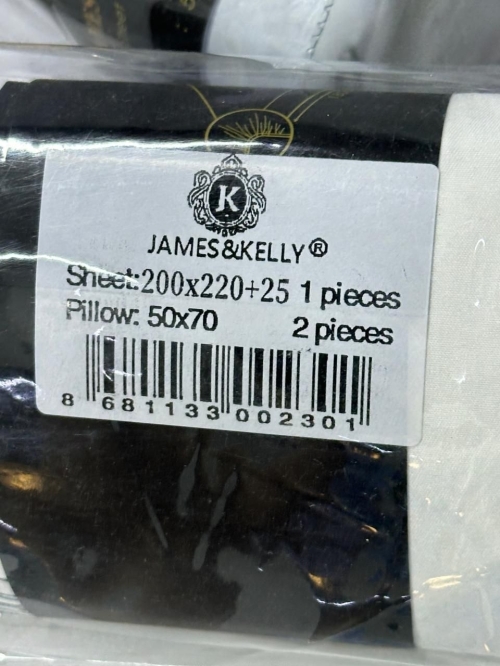 K
JAMES&KELLY®
Sheet:200x220+25 1 pieces
Pillow: 50x70 2 pieces
8 681133 002301